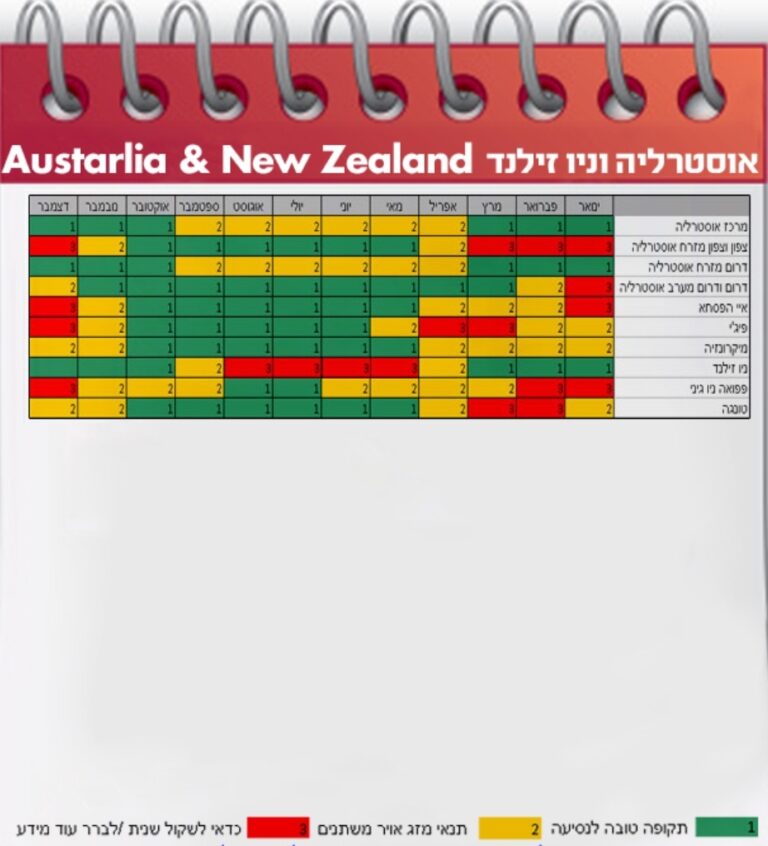 אוסטרליה וניו זילנד Austarlia & New Zealand
ינואר פברואר מרץ אפריל מאי יוני יולי אוגוסט ספטמבר אוקטובר נובמבר דצמבר
מרכז אוסטרליה 1 1 1 2 2 2 2 2 2 1 1 1
צפון וצפון מזרח אוסטרליה 3 3 3 2 1 1 1 1 1 1 2 3
דרום מזרח אוסטרליה 1 1 1 2 2 2 2 2 2 1 1 1
דרום ודרום מערב אוסטרליה 3 2 1 1 1 1 1 1 1 1 1 2
איי הפסחא 3 2 2 2 1 1 1 1 1 1 2 3
פיג'י 2 2 3 3 2 1 1 1 1 1 2 3
מיקרונזיה 2 2 2 2 1 1 1 1 1 1 2 2
ניו זילנד 1 1 1 2 3 3 3 3 2 1
פפואה ניו גיני 3 3 2 2 2 2 1 1 2 2 2 3
טונגה 2 3 3 2 1 1 1 1 1 1 2 2
1 תקופה טובה לנסיעה 2 תנאי מזג אויר משתנים 3 כדאי לשקול שנית /לברר עוד מידע